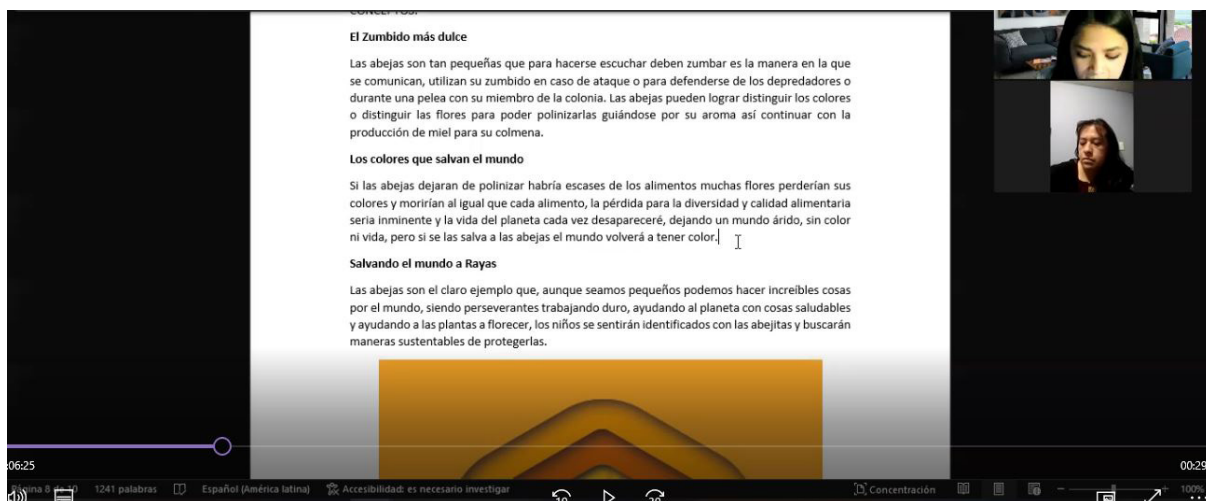 CONCEPTOS:
El Zumbido más dulce
Las abejas son tan pequeñas que para hacerse escuchar deben zumbar es la manera en la que
se comunican, utilizan su zumbido en caso de ataque o para defenderse de los depredadores o
durante una pelea con su miembro de la colonia. Las abejas pueden lograr distinguir los colores
o distinguir las flores para poder polinizarlas guiándose por su aroma así continuar con la
producción de miel para su colmena.
Los colores que salvan el mundo
Si las abejas dejaran de polinizar habría escases de los alimentos muchas flores perderían sus
colores y morirían al igual que cada alimento, la pérdida para la diversidad y calidad alimentaria
seria inminente y la vida del planeta cada vez desapareceré, dejando un mundo árido, sin color
ni vida, pero si se las salva a las abejas el mundo volverá a tener color.
Salvando el mundo a Rayas
Las abejas son el claro ejemplo que, aunque seamos pequeños podemos hacer increíbles cosas
por el mundo, siendo perseverantes trabajando duro, ayudando al planeta con cosas saludables
y ayudando a las plantas a florecer, los niños se sentirán identificados con las abejitas y buscarán
maneras sustentables de protegerlas.
:06:25
00:29
Página 8 de 10 1241 palabras Español (América latina) Accesibilidad: es necesario investigar Concentración 100%